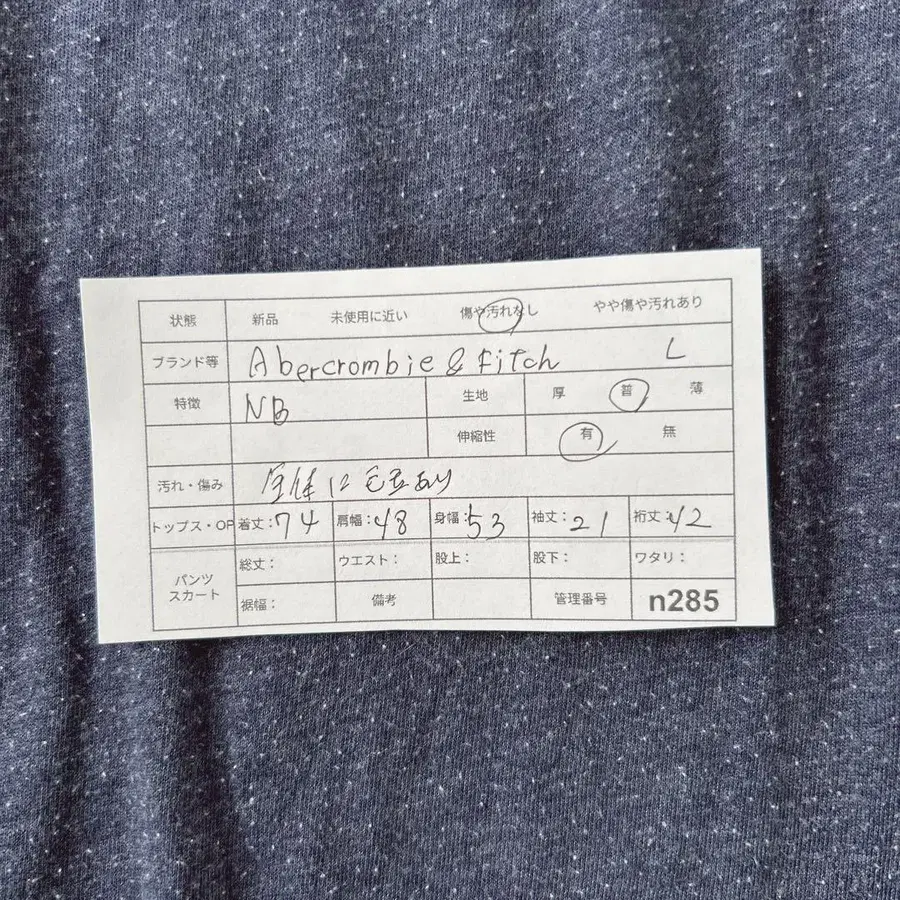 状態 新品 未使用に近い 傷や汚れなし やや傷や汚れあり
ブランド等 Abercrombie & Fitch L
特徴 NB 生地 厚 普 薄
伸縮性 有 無
汚れ・傷み 全体に毛玉あり
トップス・OP 着丈:74 肩幅:48 身幅:53 袖丈:21 裄丈:42
パンツ スカート 総丈: ウエスト: 股上: 股下: ワタリ:
裾幅: 備考 管理番号 n285